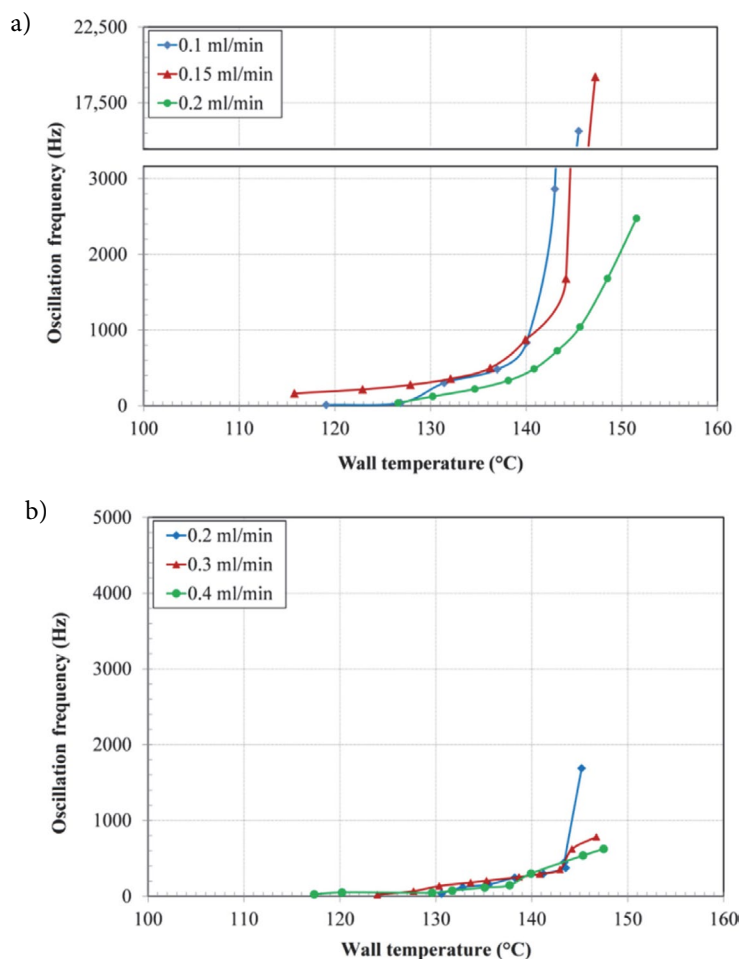 a)
22,500
17,500
3000
2000
1000
0
Oscillation frequency (Hz)
0.1 ml/min
0.15 ml/min
0.2 ml/min
100 110 120 130 140 150 160
Wall temperature (°C)
b)
5000
4000
3000
2000
1000
0
Oscillation frequency (Hz)
0.2 ml/min
0.3 ml/min
0.4 ml/min
100 110 120 130 140 150 160
Wall temperature (°C)